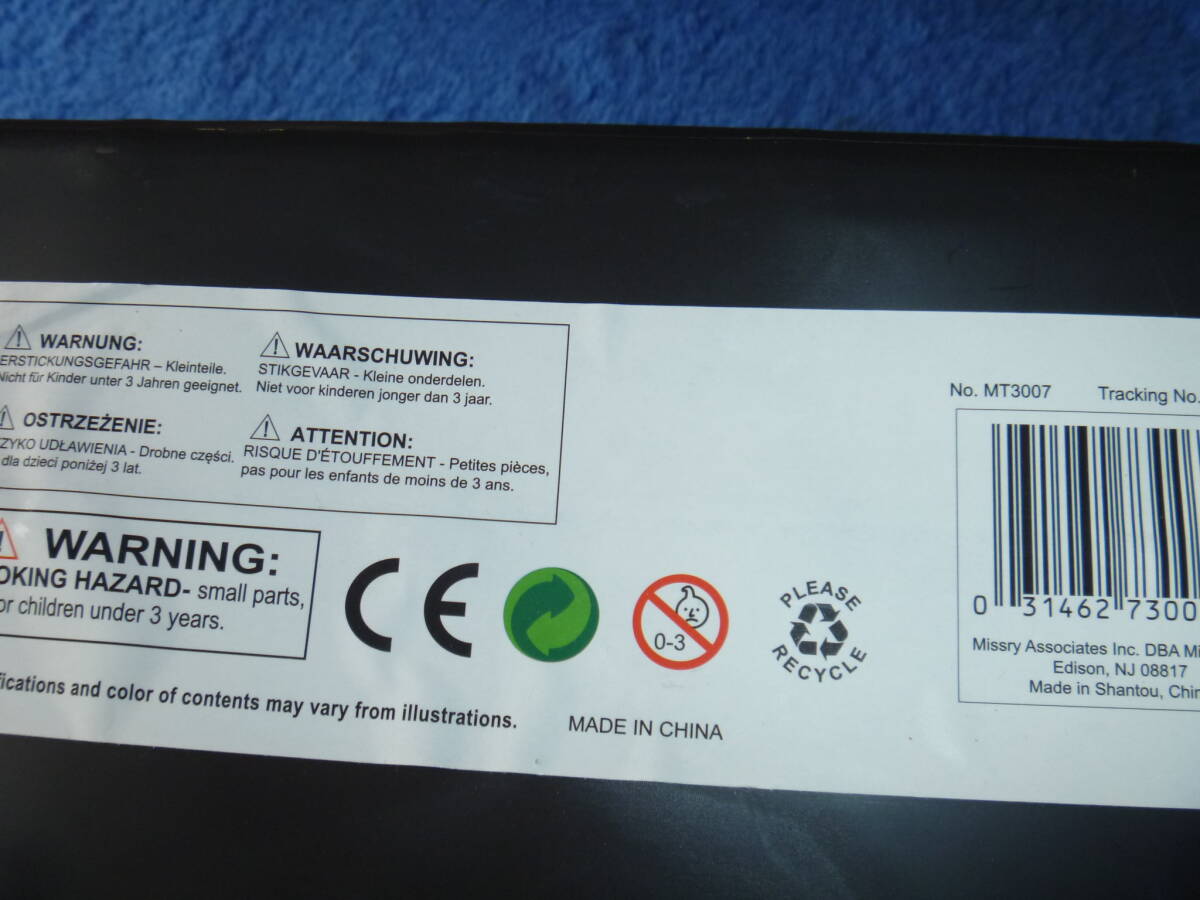 WARNUNG:
ERSTICKUNGSGEFAHR – Kleinteile.
Nicht für Kinder unter 3 Jahren geeignet.
WAARSCHUWING:
STIKGEVAAR - Kleine onderdelen.
Niet voor kinderen jonger dan 3 jaar.
OSTRZEŻENIE:
ZYKO UDŁAWIENIA - Drobne części.
dla dzieci poniżej 3 lat.
ATTENTION:
RISQUE D'ÉTOUFFEMENT - Petites pièces,
pas pour les enfants de moins de 3 ans.
WARNING:
OKING HAZARD- small parts,
or children under 3 years.
CE
0-3
PLEASE
RECYCLE
fications and color of contents may vary from illustrations.
MADE IN CHINA
No. MT3007 Tracking No.
0 31462 7300
Missry Associates Inc. DBA Mi
Edison, NJ 08817
Made in Shantou, Chin